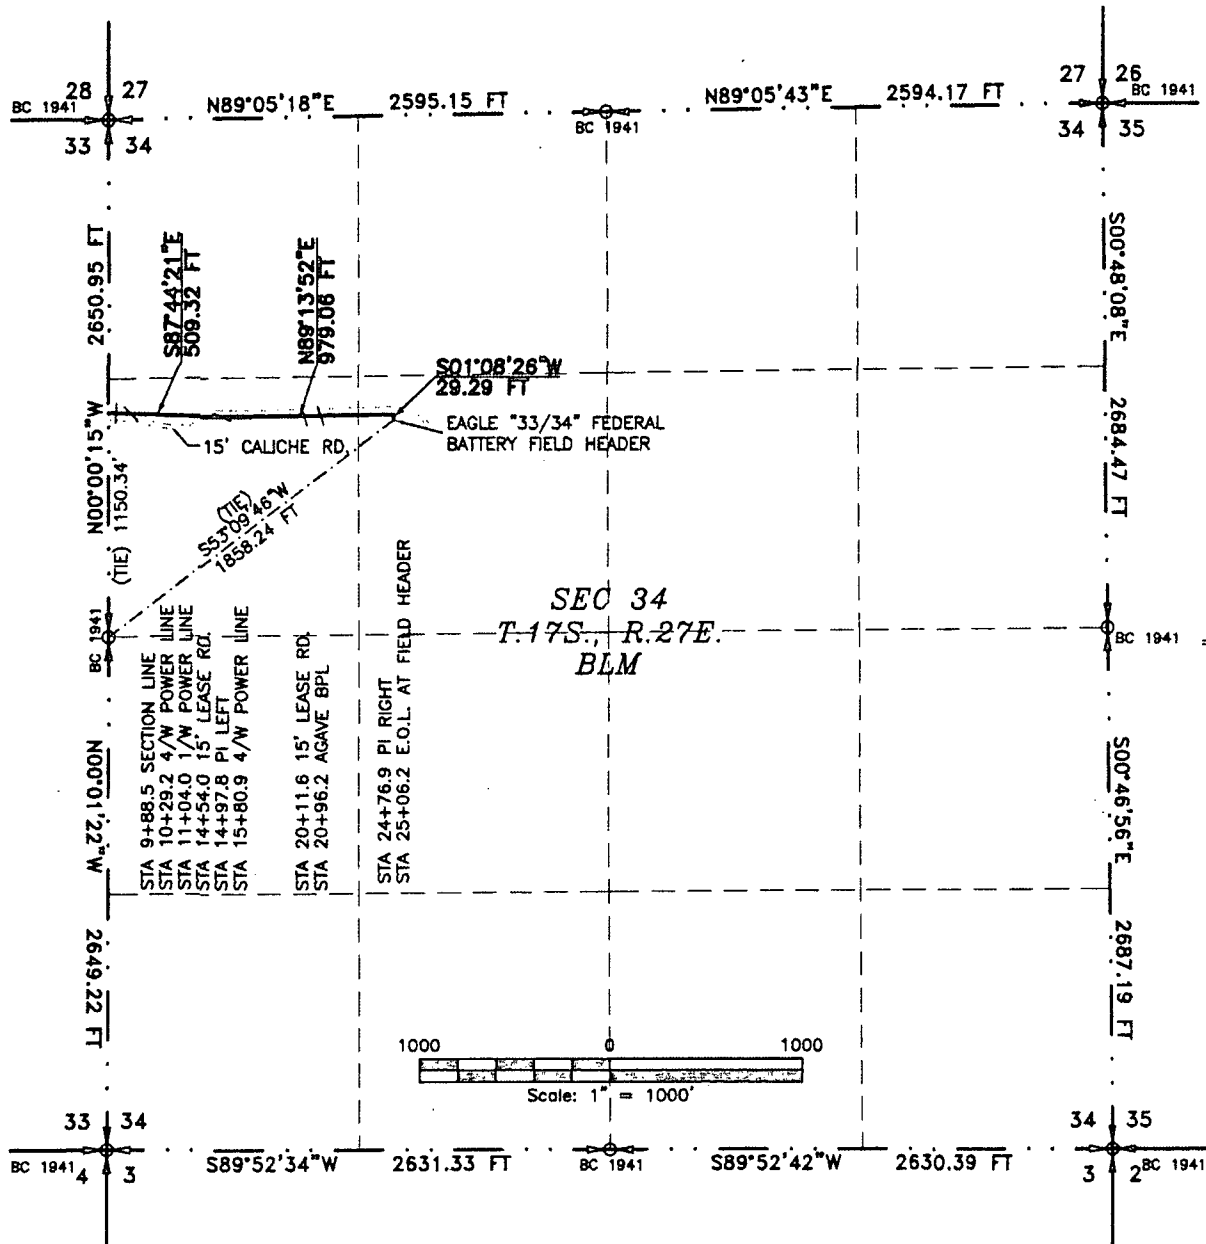 28 27
BC 1941
33 34
N89°05'18"E 2595.15 FT
BC 1941
N89°05'43"E 2594.17 FT
27 26
BC 1941
34 35
2650.95 FT
N00°00'15"W
(TIE) 1150.34'
S87°44'21"E
509.32 FT
N89°13'52"E
979.06 FT
S01°08'26"W
29.29 FT
EAGLE "33/34" FEDERAL
BATTERY FIELD HEADER
15' CALICHE RD.
(TIE)
S53°09'46"W
1858.24 FT
S00°48'08"E
2684.47 FT
SEC 34
T.17S., R.27E.
BLM
BC 1941
BC 1941
STA 9+88.5 SECTION LINE
STA 10+29.2 4/W POWER LINE
STA 11+04.0 1/W POWER LINE
STA 14+54.0 15' LEASE RD.
STA 14+97.8 PI LEFT
STA 15+80.9 4/W POWER LINE
STA 20+11.6 15' LEASE RD.
STA 20+96.2 AGAVE BPL
STA 24+76.9 PI RIGHT
STA 25+06.2 E.O.L. AT FIELD HEADER
N00°01'22"W
2649.22 FT
S00°46'56"E
2687.19 FT
1000 0 1000
Scale: 1" = 1000'
33 34
BC 1941
4 3
S89°52'34"W 2631.33 FT
BC 1941
S89°52'42"W 2630.39 FT
34 35
3 2
BC 1941